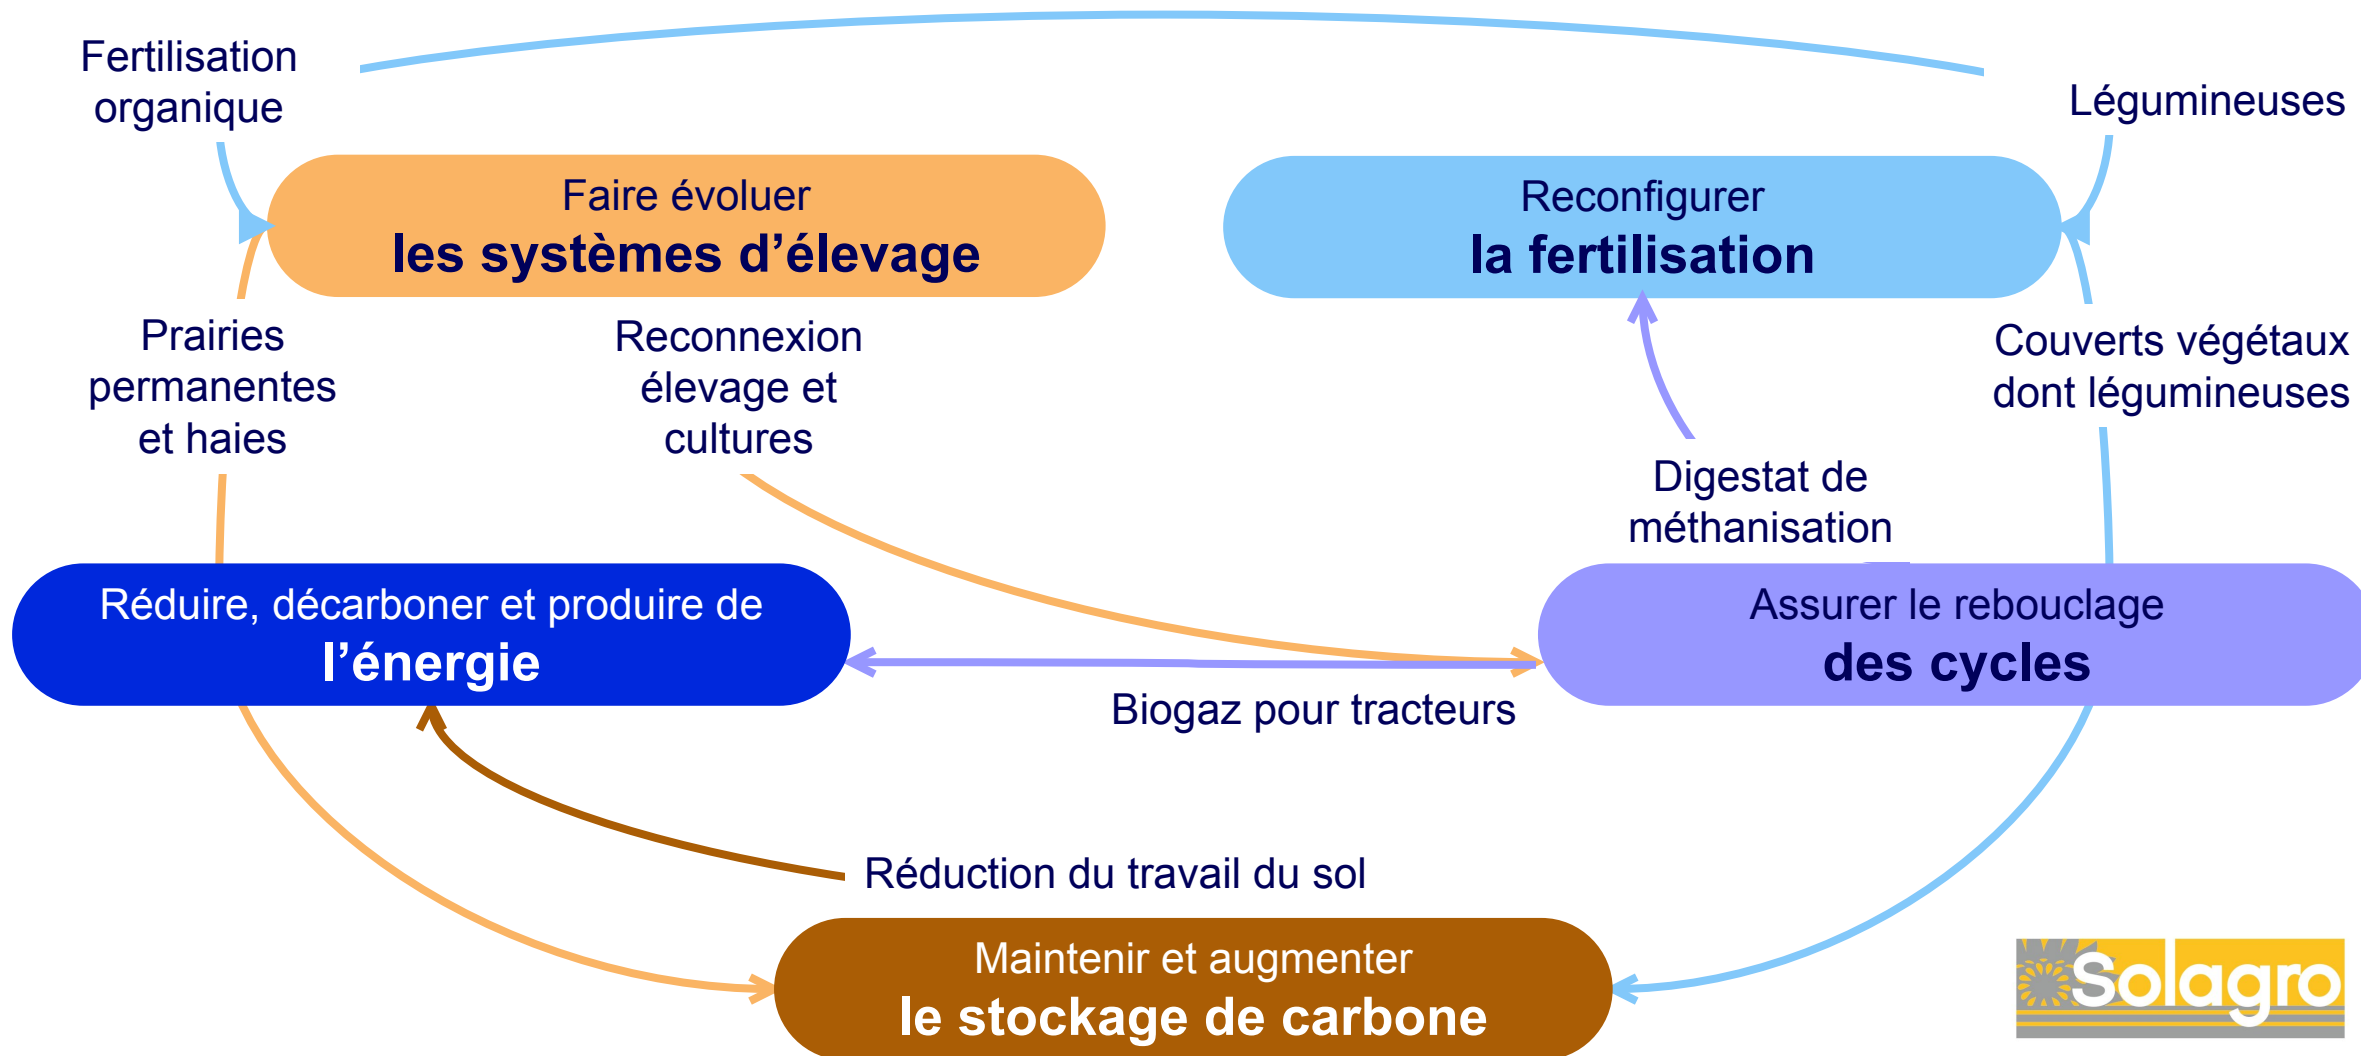 Fertilisation
organique
Légumineuses
Faire évoluer
les systèmes d’élevage
Reconfigurer
la fertilisation
Prairies
permanentes
et haies
Reconnexion
élevage et
cultures
Couverts végétaux
dont légumineuses
Digestat de
méthanisation
Réduire, décarboner et produire de
l’énergie
Assurer le rebouclage
des cycles
Biogaz pour tracteurs
Réduction du travail du sol
Maintenir et augmenter
le stockage de carbone
Solagro